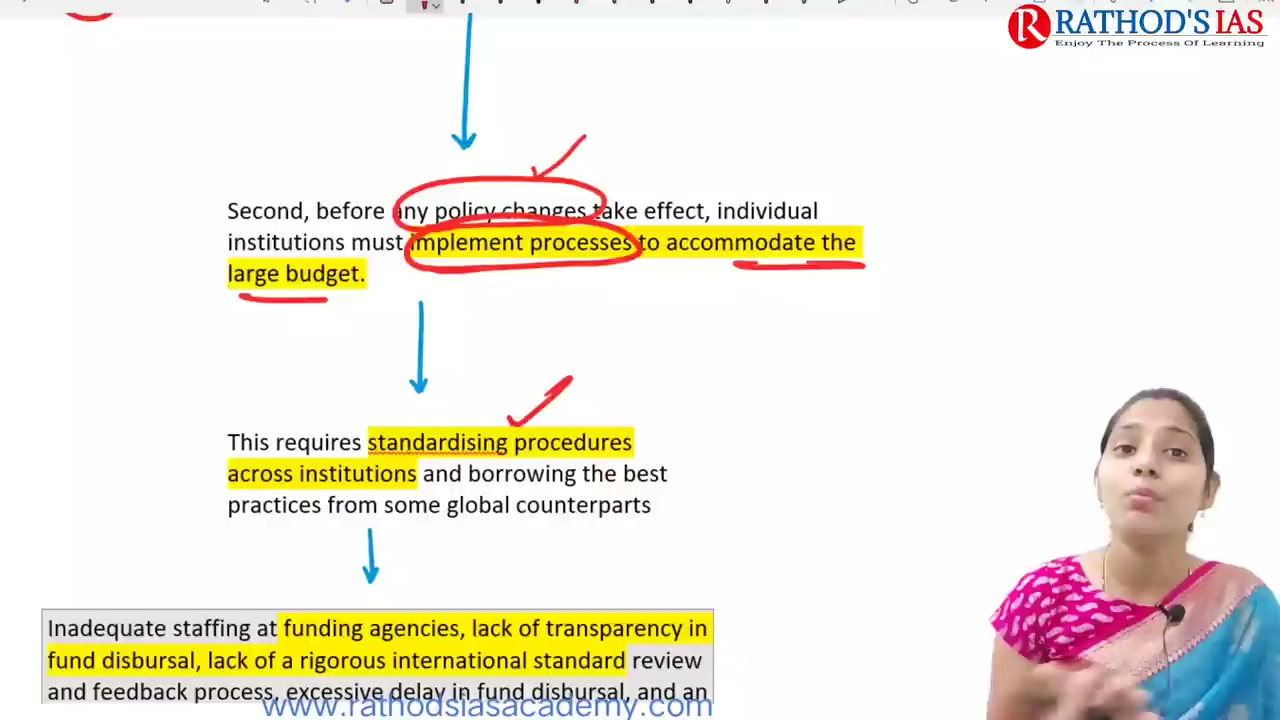 RATHOD'S IAS
Enjoy The Process Of Learning
Second, before any policy changes take effect, individual
institutions must implement processes to accommodate the
large budget.
This requires standardising procedures
across institutions and borrowing the best
practices from some global counterparts
Inadequate staffing at funding agencies, lack of transparency in
fund disbursal, lack of a rigorous international standard review
and feedback process, excessive delay in fund disbursal, and an
www.rathodsiasacademy.com